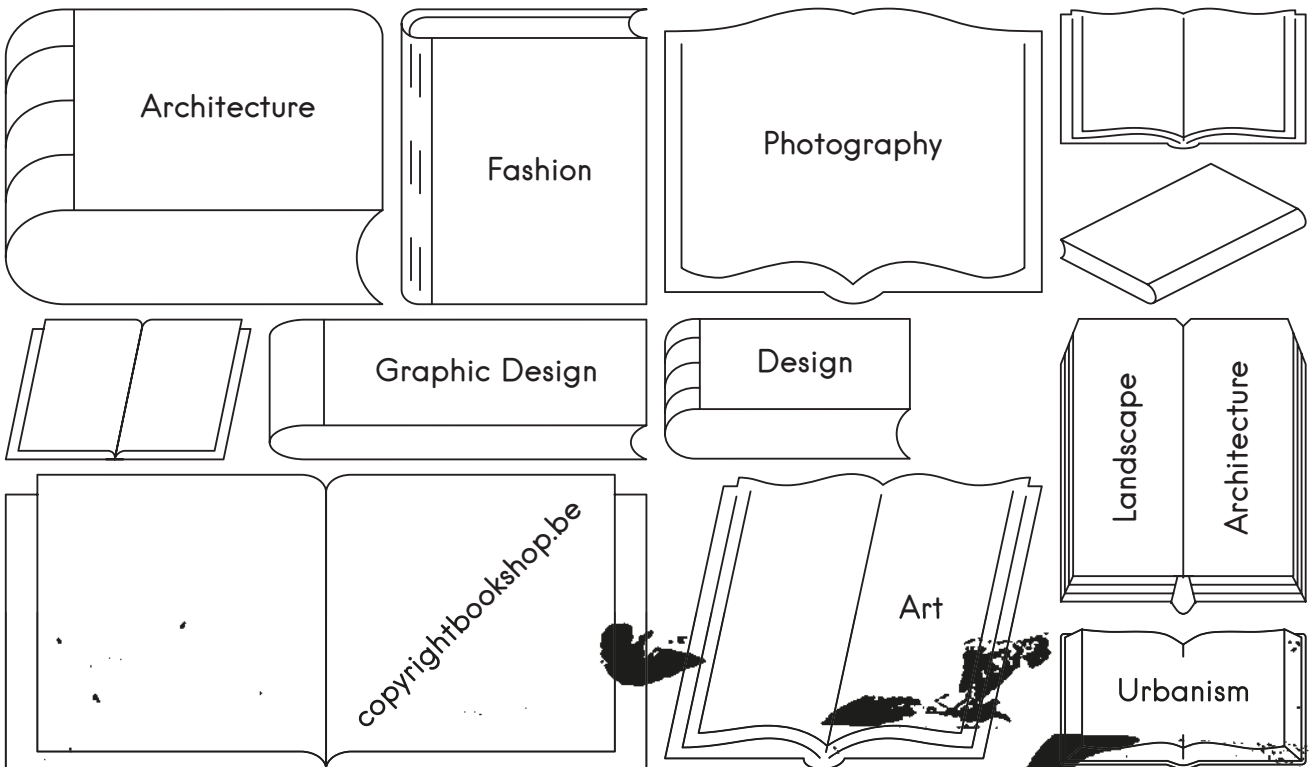 Architecture
Fashion
Photography
Graphic Design
Design
Landscape
Architecture
copyrightbookshop.be
Art
Urbanism